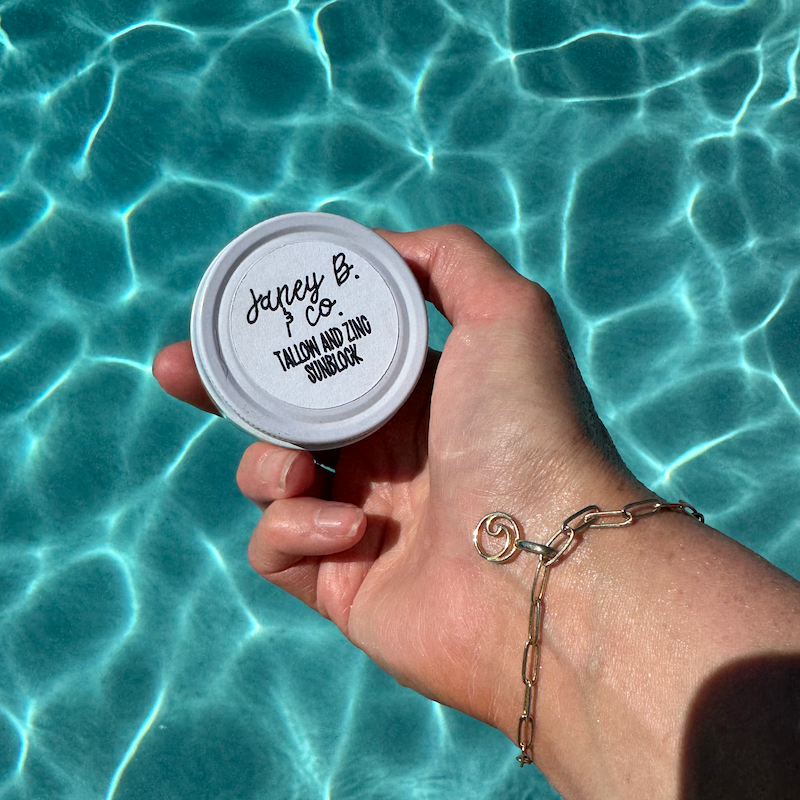 Janey B.
& Co.
TALLOW AND ZINC
SUNBLOCK